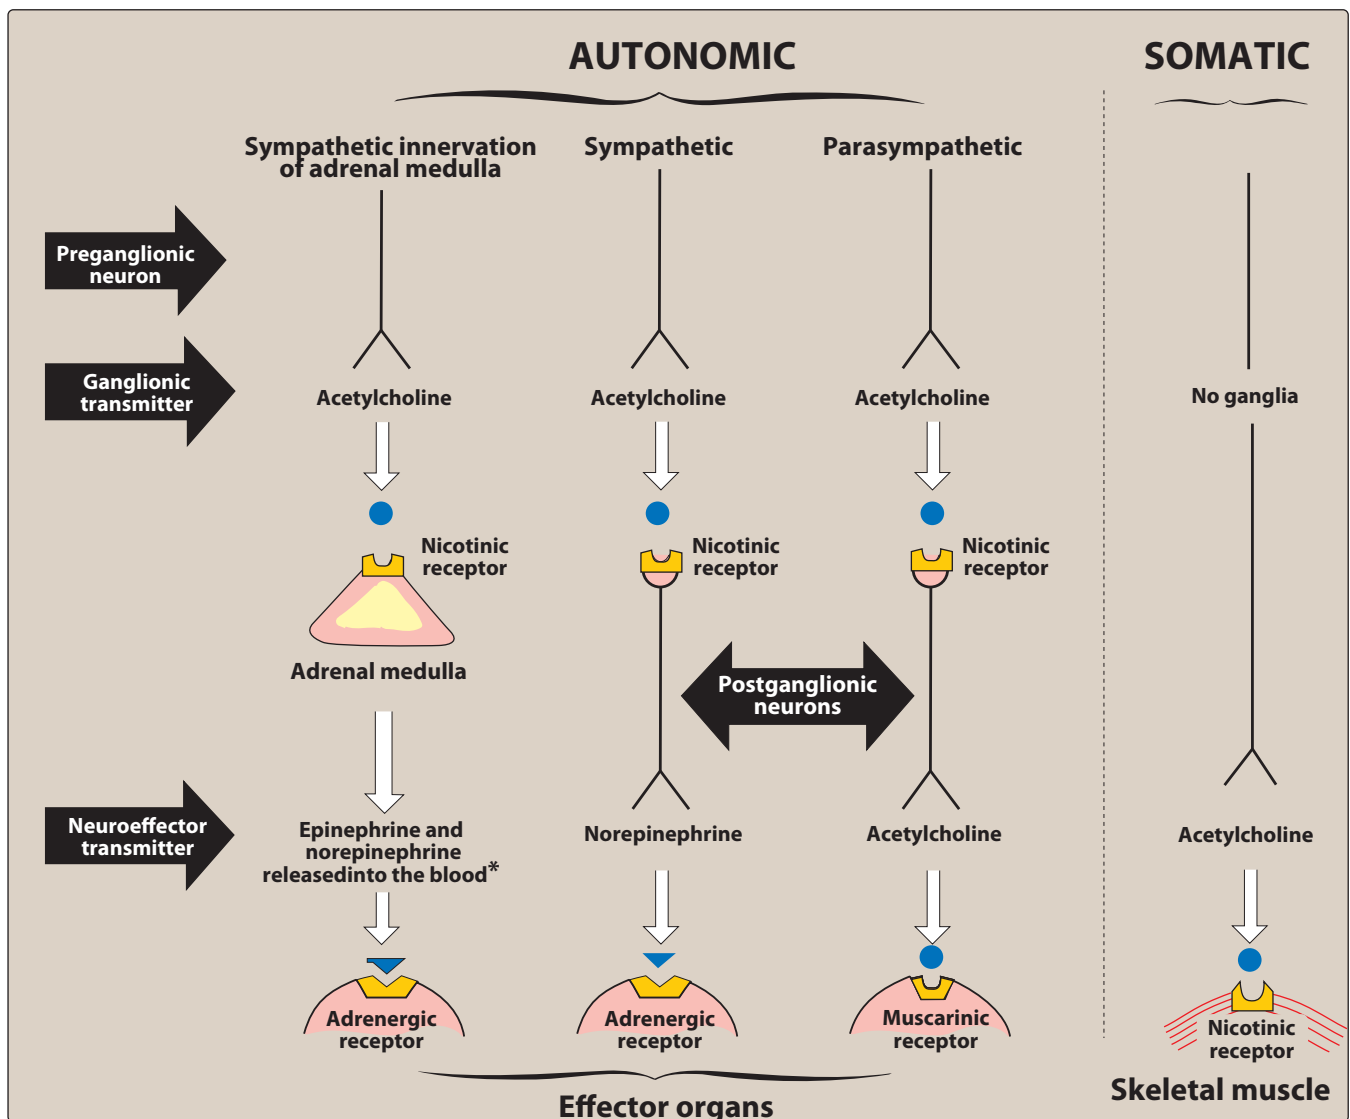 AUTONOMIC
SOMATIC
Sympathetic innervation
of adrenal medulla
Sympathetic
Parasympathetic
Preganglionic
neuron
Ganglionic
transmitter
Acetylcholine
Acetylcholine
Acetylcholine
No ganglia
Nicotinic
receptor
Nicotinic
receptor
Nicotinic
receptor
Adrenal medulla
Postganglionic
neurons
Neuroeffector
transmitter
Epinephrine and
norepinephrine
releasedinto the blood*
Norepinephrine
Acetylcholine
Acetylcholine
Adrenergic
receptor
Adrenergic
receptor
Muscarinic
receptor
Nicotinic
receptor
Skeletal muscle
Effector organs